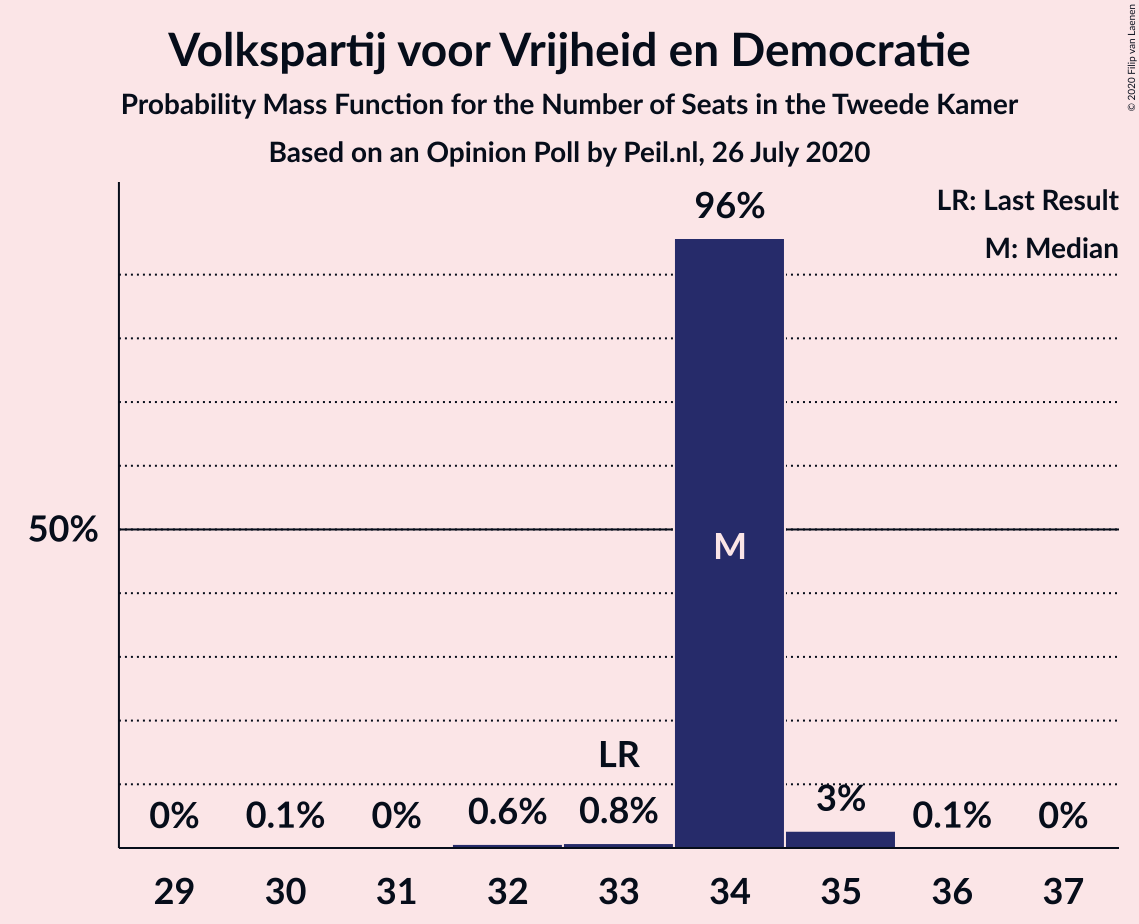 Volkspartij voor Vrijheid en Democratie
Probability Mass Function for the Number of Seats in the Tweede Kamer
Based on an Opinion Poll by Peil.nl, 26 July 2020
© 2020 Filip van Laenen
LR: Last Result
M: Median
96%
50%
M
LR
0%
0.1%
0%
0.6%
0.8%
3%
0.1%
0%
29
30
31
32
33
34
35
36
37